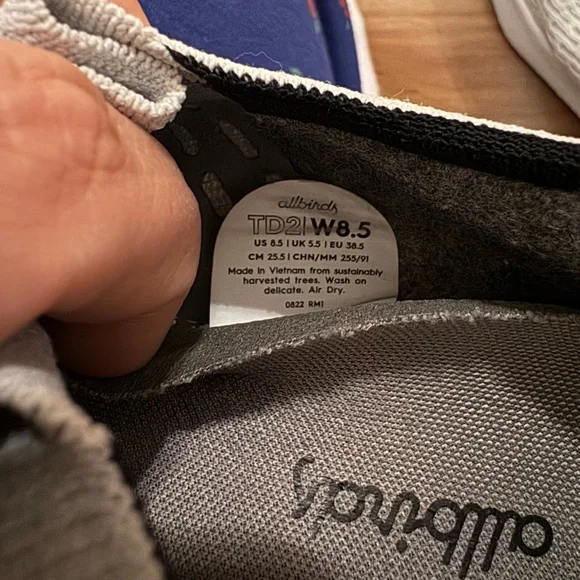 allbirds
TD2|W8.5
US 8.5 | UK 5.5 | EU 38.5
CM 25.5 | CHN/MM 255/91
Made in Vietnam from sustainably
harvested trees. Wash on
delicate. Air Dry.
0822 RM1
allbirds